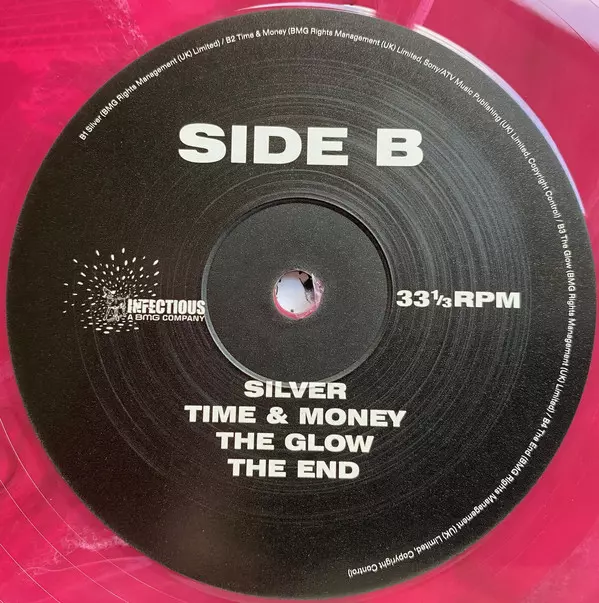 B1 Silver (BMG Rights Management (UK) Limited) / B2 Time & Money (BMG Rights Management (UK) Limited, Sony/ATV Music Publishing (UK) Limited, Copyright Control) / B3 The Glow (BMG Rights Management (UK) Limited) / B4 The End (BMG Rights Management (UK) Limited, Copyright Control)
SIDE B
INFECTIOUS
A BMG COMPANY
33⅓RPM
SILVER
TIME & MONEY
THE GLOW
THE END